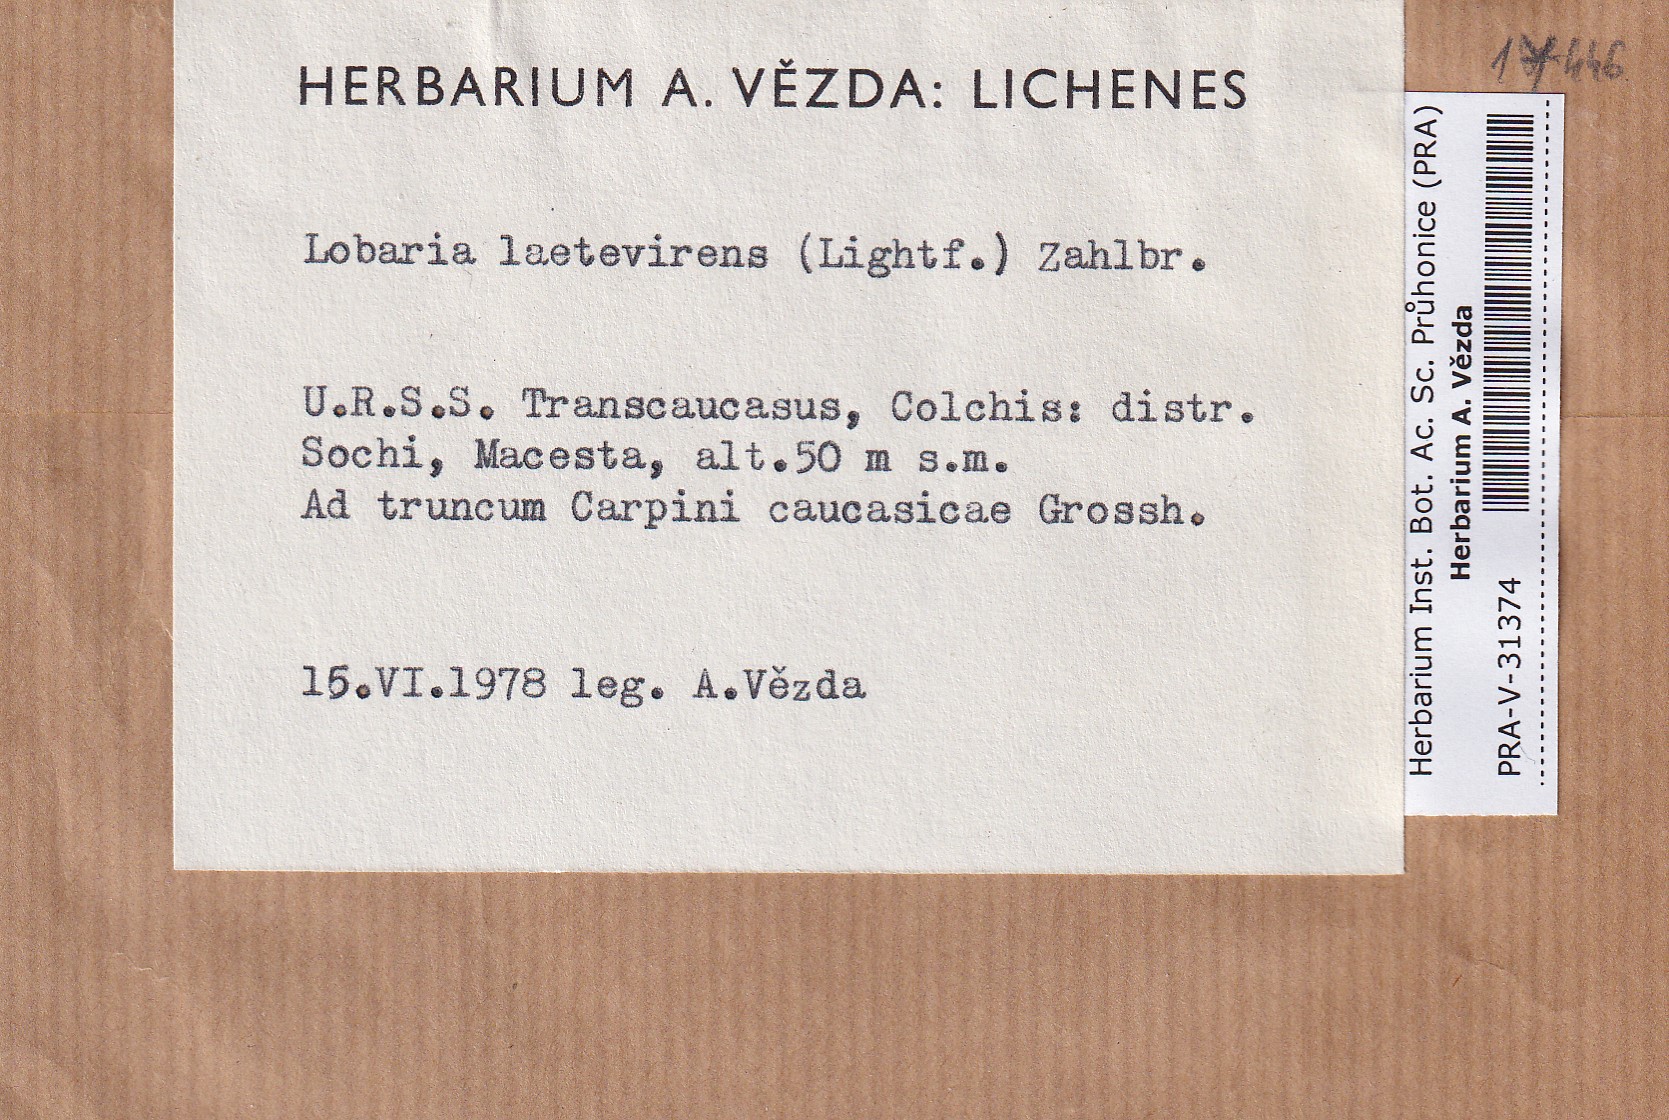 HERBARIUM A. VĚZDA: LICHENES
Lobaria laetevirens (Lightf.) Zahlbr.
U.R.S.S. Transcaucasus, Colchis: distr.
Sochi, Macesta, alt.50 m s.m.
Ad truncum Carpini caucasicae Grossh.
15.VI.1978 leg. A.Vězda
Herbarium Inst. Bot. Ac. Sc. Průhonice (PRA)
Herbarium A. Vězda
PRA-V-31374